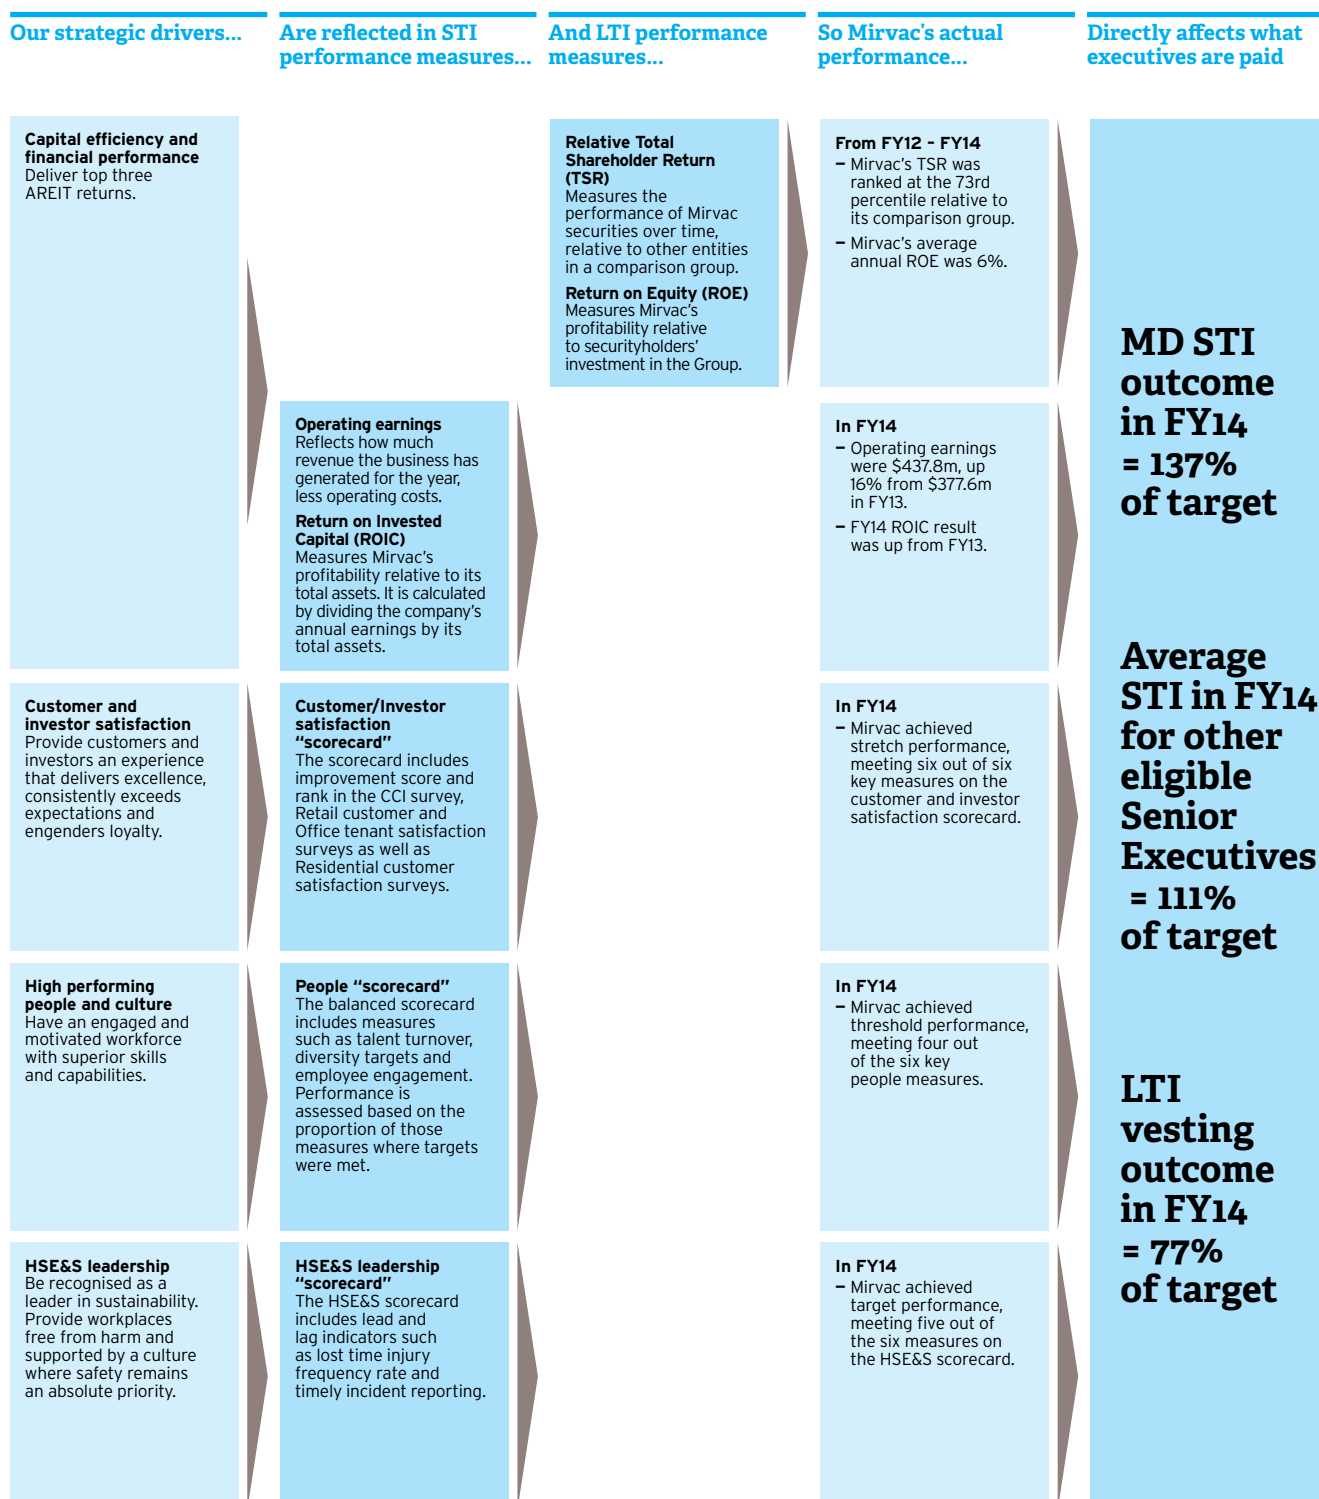 Our strategic drivers...
Are reflected in STI
performance measures...
And LTI performance
measures...
So Mirvac's actual
performance...
Directly affects what
executives are paid
Capital efficiency and
financial performance
Deliver top three
AREIT returns.
Relative Total
Shareholder Return
(TSR)
Measures the
performance of Mirvac
securities over time,
relative to other entities
in a comparison group.
Return on Equity (ROE)
Measures Mirvac’s
profitability relative
to securityholders’
investment in the Group.
From FY12 – FY14
– Mirvac’s TSR was
ranked at the 73rd
percentile relative to
its comparison group.
– Mirvac’s average
annual ROE was 6%.
Operating earnings
Reflects how much
revenue the business has
generated for the year,
less operating costs.
Return on Invested
Capital (ROIC)
Measures Mirvac’s
profitability relative to its
total assets. It is calculated
by dividing the company’s
annual earnings by its
total assets.
In FY14
– Operating earnings
were $437.8m, up
16% from $377.6m
in FY13.
– FY14 ROIC result
was up from FY13.
Customer and
investor satisfaction
Provide customers and
investors an experience
that delivers excellence,
consistently exceeds
expectations and
engenders loyalty.
Customer/Investor
satisfaction
“scorecard”
The scorecard includes
improvement score and
rank in the CCI survey,
Retail customer and
Office tenant satisfaction
surveys as well as
Residential customer
satisfaction surveys.
In FY14
– Mirvac achieved
stretch performance,
meeting six out of six
key measures on the
customer and investor
satisfaction scorecard.
High performing
people and culture
Have an engaged and
motivated workforce
with superior skills
and capabilities.
People “scorecard”
The balanced scorecard
includes measures
such as talent turnover,
diversity targets and
employee engagement.
Performance is
assessed based on the
proportion of those
measures where targets
were met.
In FY14
– Mirvac achieved
threshold performance,
meeting four out
of the six key
people measures.
HSE&S leadership
Be recognised as a
leader in sustainability.
Provide workplaces
free from harm and
supported by a culture
where safety remains
an absolute priority.
HSE&S leadership
“scorecard”
The HSE&S scorecard
includes lead and
lag indicators such
as lost time injury
frequency rate and
timely incident reporting.
In FY14
– Mirvac achieved
target performance,
meeting five out of
the six measures on
the HSE&S scorecard.
MD STI
outcome
in FY14
= 137%
of target
Average
STI in FY14
for other
eligible
Senior
Executives
= 111%
of target
LTI
vesting
outcome
in FY14
= 77%
of target